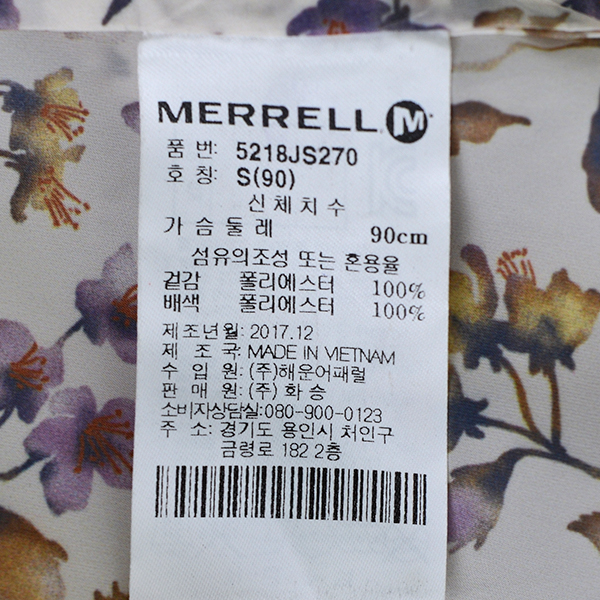 MERRELL M
품 번: 5218JS270
호 칭: S(90)
신체치수
가슴둘레 90cm
섬유의조성 또는 혼용율
겉감 폴리에스터 100%
배색 폴리에스터 100%
제조년월: 2017.12
제 조 국: MADE IN VIETNAM
수 입 원: (주)해운어패럴
판 매 원: (주) 화 승
소비자상담실:080-900-0123
주 소: 경기도 용인시 처인구
금령로 182 2층